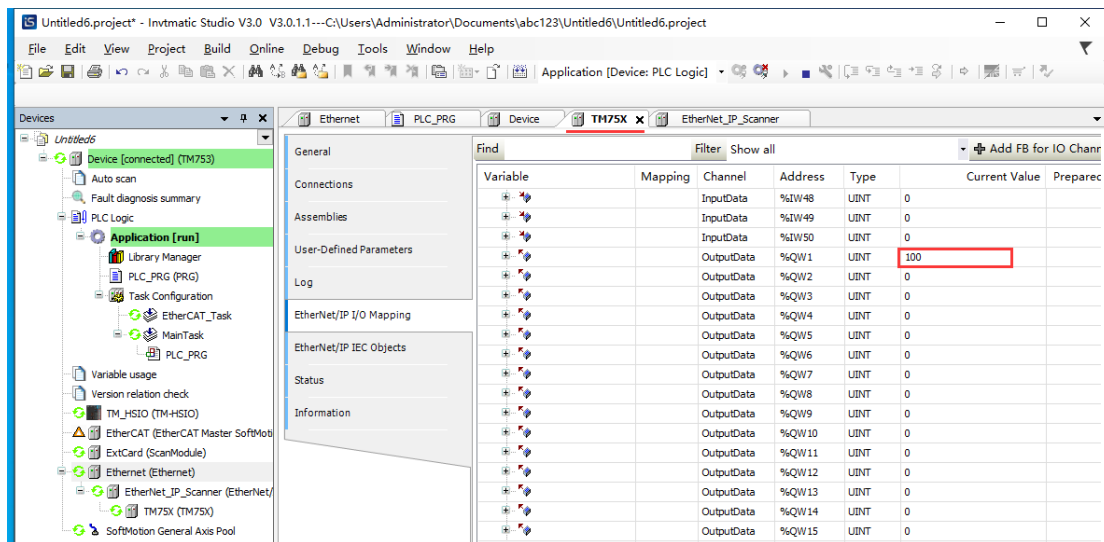 Untitled6.project* - Invtmatic Studio V3.0 V3.0.1.1---C:\Users\Administrator\Documents\abc123\Untitled6\Untitled6.project
File Edit View Project Build Online Debug Tools Window Help
Application [Device: PLC Logic]
Devices
Untitled6
Device [connected] (TM753)
Auto scan
Fault diagnosis summary
PLC Logic
Application [run]
Library Manager
PLC_PRG (PRG)
Task Configuration
EtherCAT_Task
MainTask
PLC_PRG
Variable usage
Version relation check
TM_HSIO (TM-HSIO)
EtherCAT (EtherCAT Master SoftMoti
ExtCard (ScanModule)
Ethernet (Ethernet)
EtherNet_IP_Scanner (EtherNet/
TM75X (TM75X)
SoftMotion General Axis Pool
Ethernet PLC_PRG Device TM75X EtherNet_IP_Scanner
General
Connections
Assemblies
User-Defined Parameters
Log
EtherNet/IP I/O Mapping
EtherNet/IP IEC Objects
Status
Information
Find Filter Show all Add FB for IO Chann
Variable Mapping Channel Address Type Current Value Preparec
InputData %IW48 UINT 0
InputData %IW49 UINT 0
InputData %IW50 UINT 0
OutputData %QW1 UINT 100
OutputData %QW2 UINT 0
OutputData %QW3 UINT 0
OutputData %QW4 UINT 0
OutputData %QW5 UINT 0
OutputData %QW6 UINT 0
OutputData %QW7 UINT 0
OutputData %QW8 UINT 0
OutputData %QW9 UINT 0
OutputData %QW10 UINT 0
OutputData %QW11 UINT 0
OutputData %QW12 UINT 0
OutputData %QW13 UINT 0
OutputData %QW14 UINT 0
OutputData %QW15 UINT 0